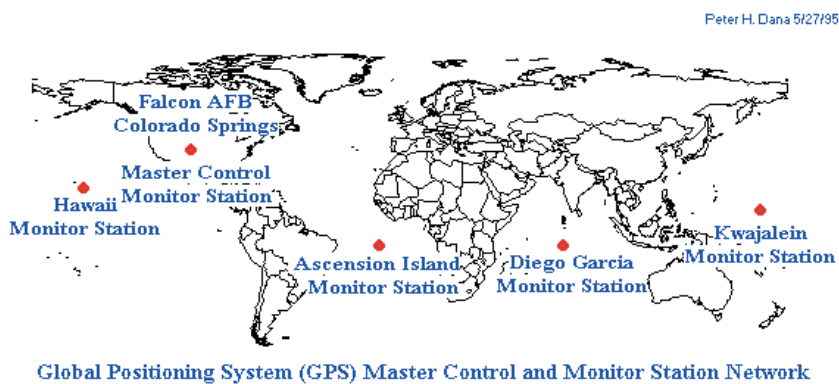 Peter H. Dana 5/27/95
Falcon AFB
Colorado Springs
Master Control
Monitor Station
Hawaii
Monitor Station
Ascension Island
Monitor Station
Diego Garcia
Monitor Station
Kwajalein
Monitor Station
Global Positioning System (GPS) Master Control and Monitor Station Network